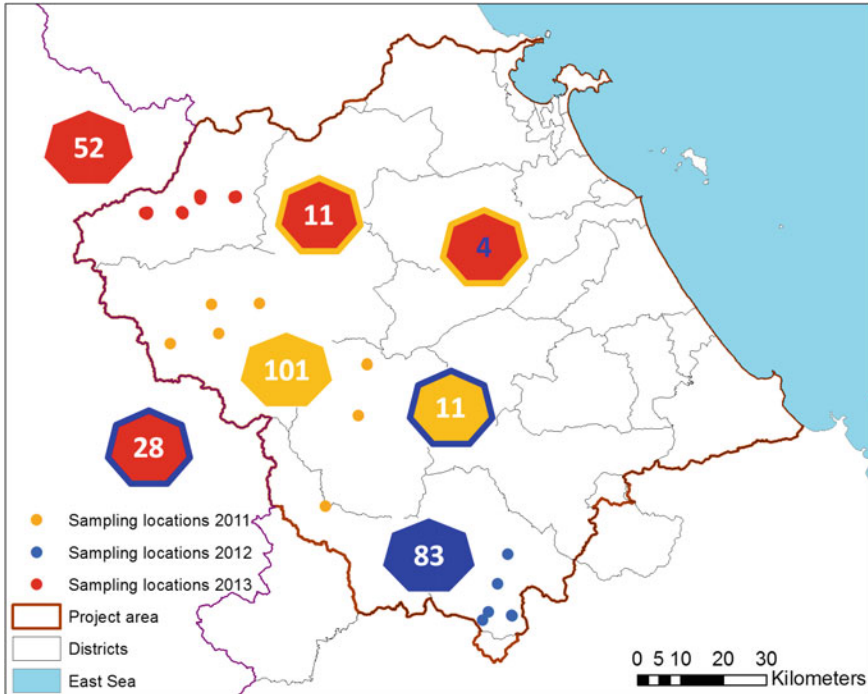 52
11
4
101
11
28
83
Sampling locations 2011
Sampling locations 2012
Sampling locations 2013
Project area
Districts
East Sea
0 5 10 20 30
Kilometers